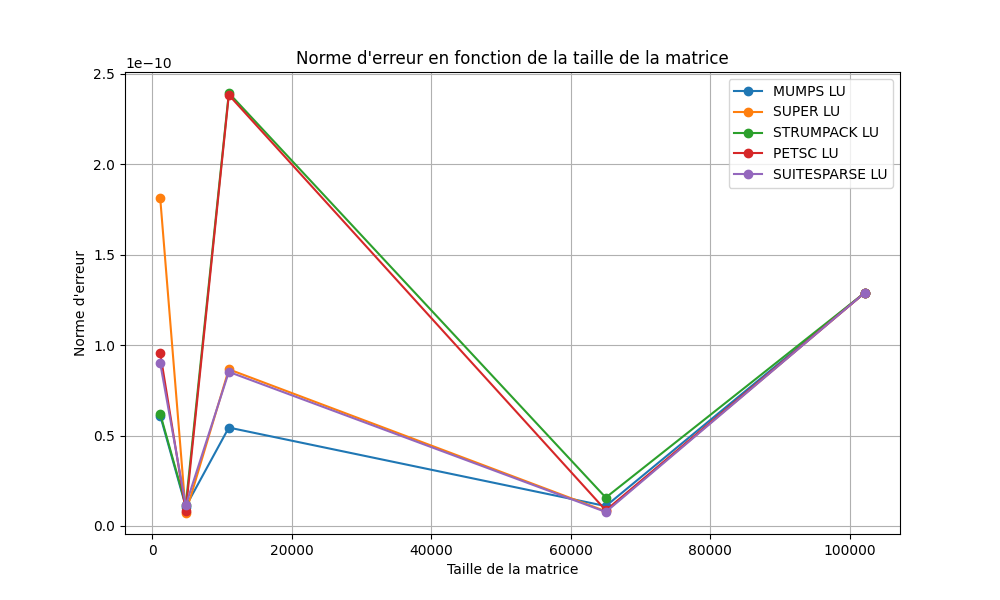 Norme d'erreur en fonction de la taille de la matrice
1e−10
2.5
2.0
1.5
1.0
0.5
0.0
Norme d'erreur
MUMPS LU
SUPER LU
STRUMPACK LU
PETSC LU
SUITESPARSE LU
0
20000
40000
60000
80000
100000
Taille de la matrice